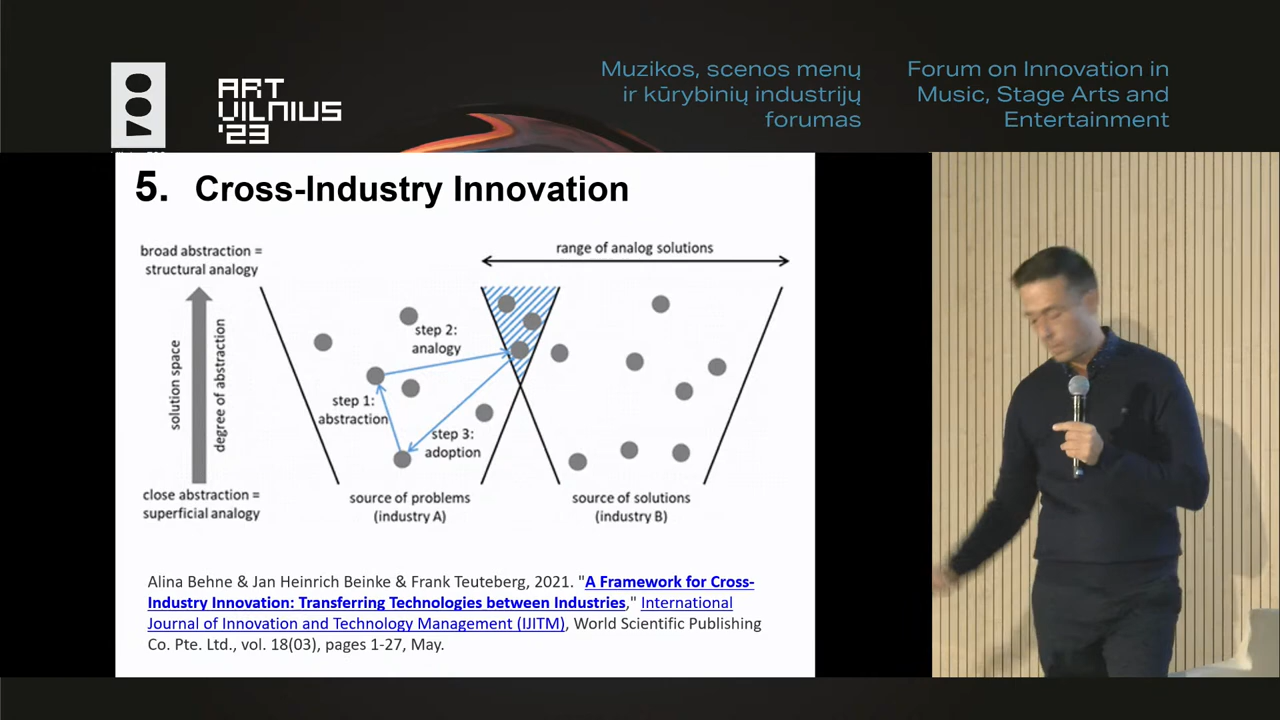 ART
VILNIUS
'23
Muzikos, scenos menų
ir kūrybinių industrijų
forumas
Forum on Innovation in
Music, Stage Arts and
Entertainment
5. Cross-Industry Innovation
broad abstraction =
structural analogy
range of analog solutions
solution space
degree of abstraction
step 2:
analogy
step 1:
abstraction
step 3:
adoption
close abstraction =
superficial analogy
source of problems
(industry A)
source of solutions
(industry B)
Alina Behne & Jan Heinrich Beinke & Frank Teuteberg, 2021. "A Framework for Cross-
Industry Innovation: Transferring Technologies between Industries," International
Journal of Innovation and Technology Management (IJITM), World Scientific Publishing
Co. Pte. Ltd., vol. 18(03), pages 1-27, May.